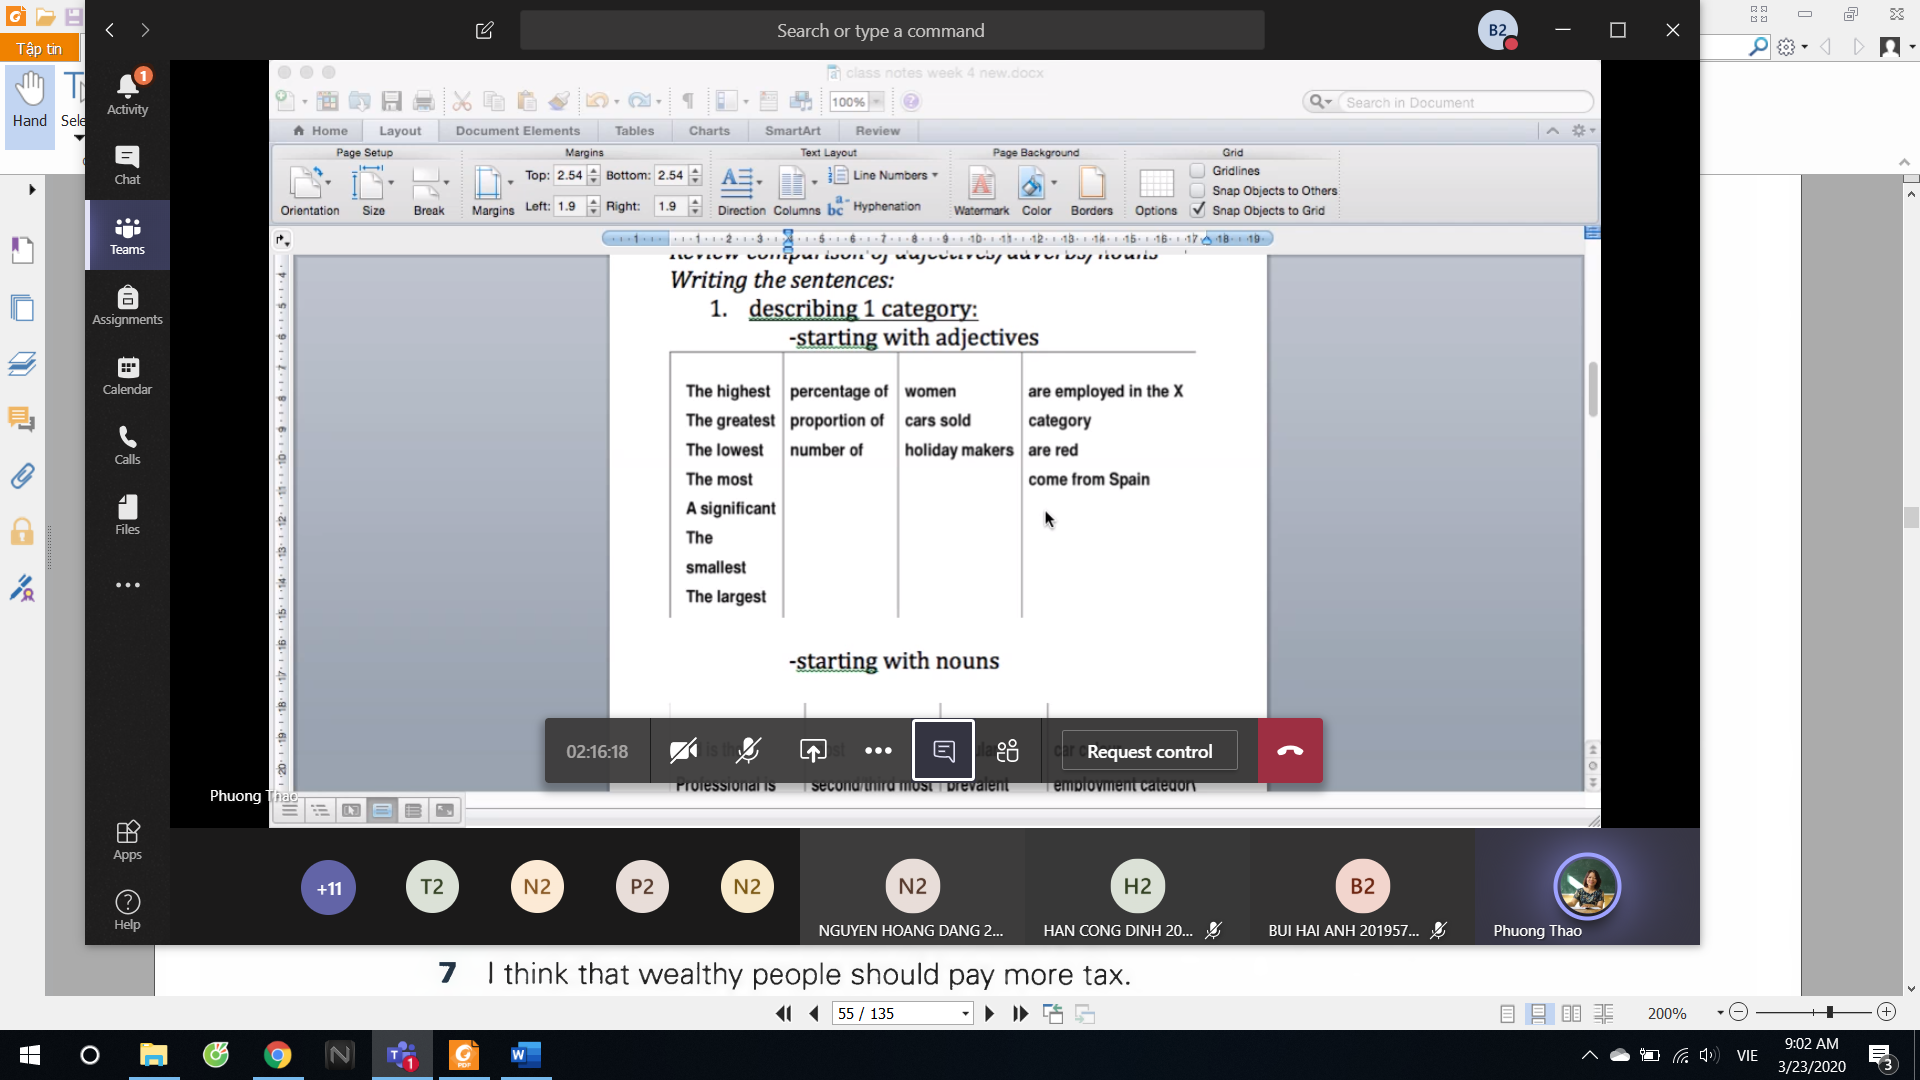 Search or type a command
B2
Tập tin
Hand
1
Activity
Chat
Teams
Assignments
Calendar
Calls
Files
Apps
Help
class notes week 4 new.docx
100%
Search in Document
Home Layout Document Elements Tables Charts SmartArt Review
Page Setup Margins Text Layout Page Background Grid
Orientation Size Break Margins
Top: 2.54 Bottom: 2.54
Left: 1.9 Right: 1.9
Direction Columns Line Numbers
Hyphenation
Watermark Color Borders Options
Gridlines
Snap Objects to Others
Snap Objects to Grid
Review comparison of adjectives/adverbs/nouns
Writing the sentences:
1. describing 1 category:
-starting with adjectives
The highest percentage of women are employed in the X
The greatest proportion of cars sold category
The lowest number of holiday makers are red
The most come from Spain
A significant
The
smallest
The largest
-starting with nouns
02:16:18
Request control
Professional is second/third most prevalent employment category
Phuong Thao
+11 T2 N2 P2 N2 N2 H2 B2
NGUYEN HOANG DANG 2... HAN CONG DINH 20... BUI HAI ANH 201957... Phuong Thao
7 I think that wealthy people should pay more tax.
55 / 135
200%
VIE
9:02 AM
3/23/2020
3